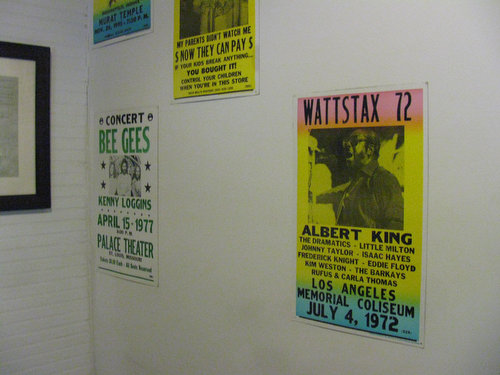 MURAT TEMPLE
MY PARENTS DIDN'T WATCH ME
$ NOW THEY CAN PAY $
IF YOUR KIDS BREAK ANYTHING...
YOU BOUGHT IT!
CONTROL YOUR CHILDREN
WHEN YOU'RE IN THIS STORE
CONCERT
BEE GEES
KENNY LOGGINS
APRIL 15 · 1977
PALACE THEATER
ST. LOUIS, MISSOURI
WATTSTAX 72
ALBERT KING
THE DRAMATICS - LITTLE MILTON
JOHNNY TAYLOR - ISAAC HAYES
FREDERICK KNIGHT - EDDIE FLOYD
KIM WESTON - THE BARKAYS
RUFUS & CARLA THOMAS
LOS ANGELES
MEMORIAL COLISEUM
JULY 4, 1972